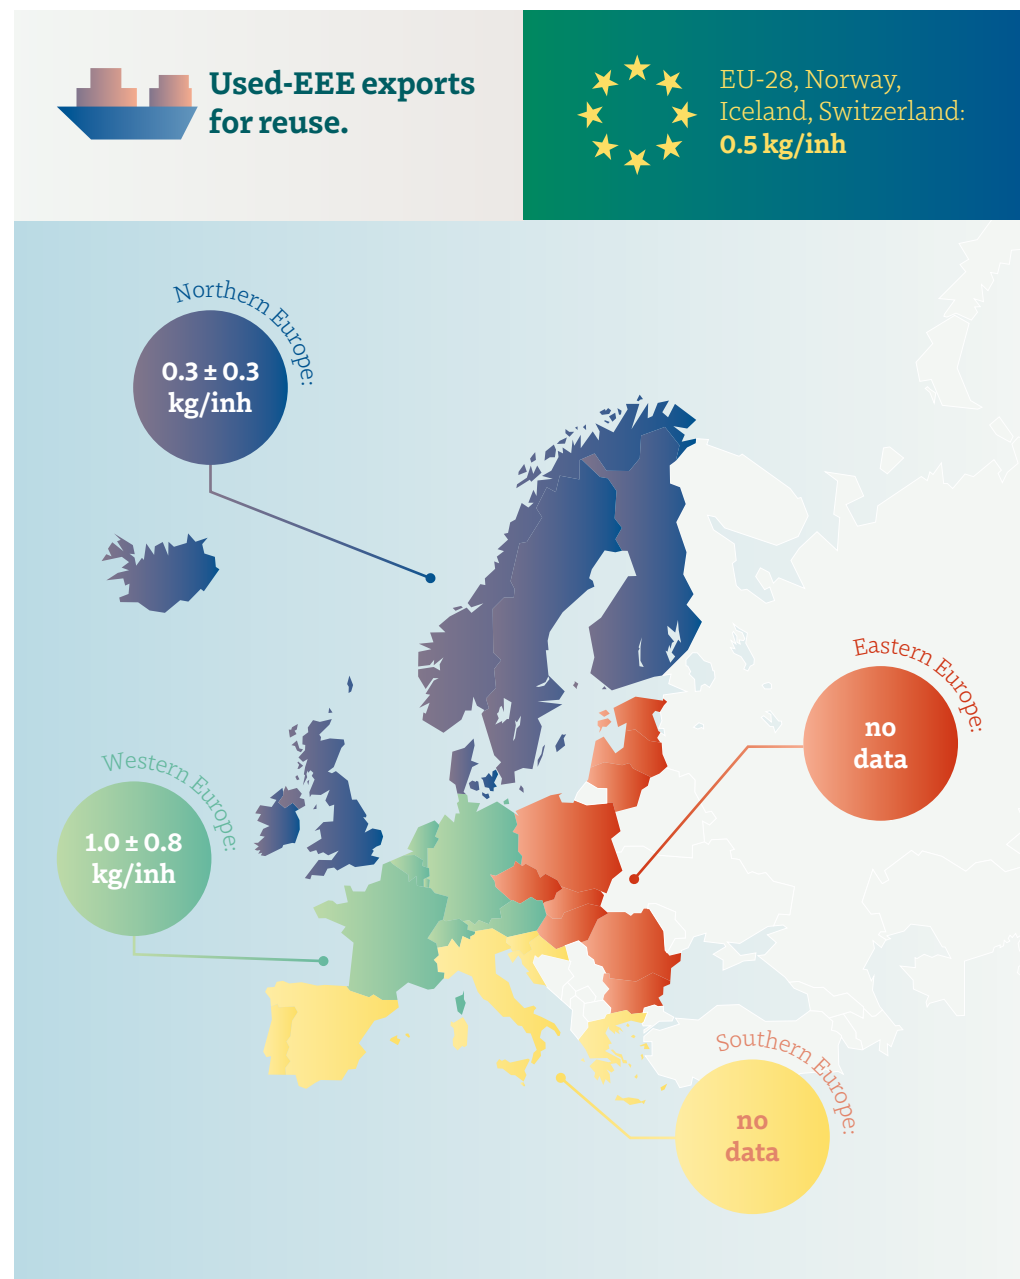 Used-EEE exports
for reuse.
EU-28, Norway,
Iceland, Switzerland:
0.5 kg/inh
Northern Europe:
0.3 ± 0.3
kg/inh
Eastern Europe:
no
data
Western Europe:
1.0 ± 0.8
kg/inh
Southern Europe:
no
data